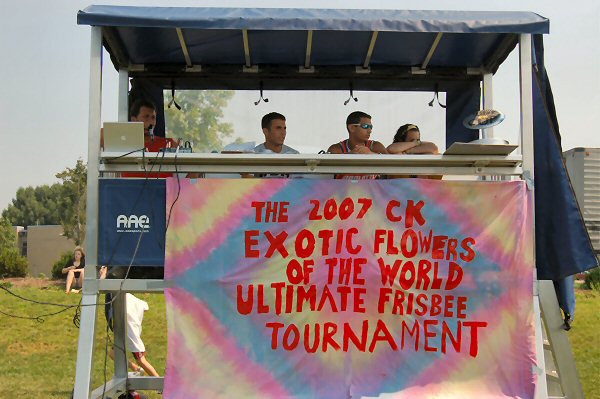 THE 2007 CK
EXOTIC FLOWERS
OF THE WORLD
ULTIMATE FRISBEE
TOURNAMENT
AAE